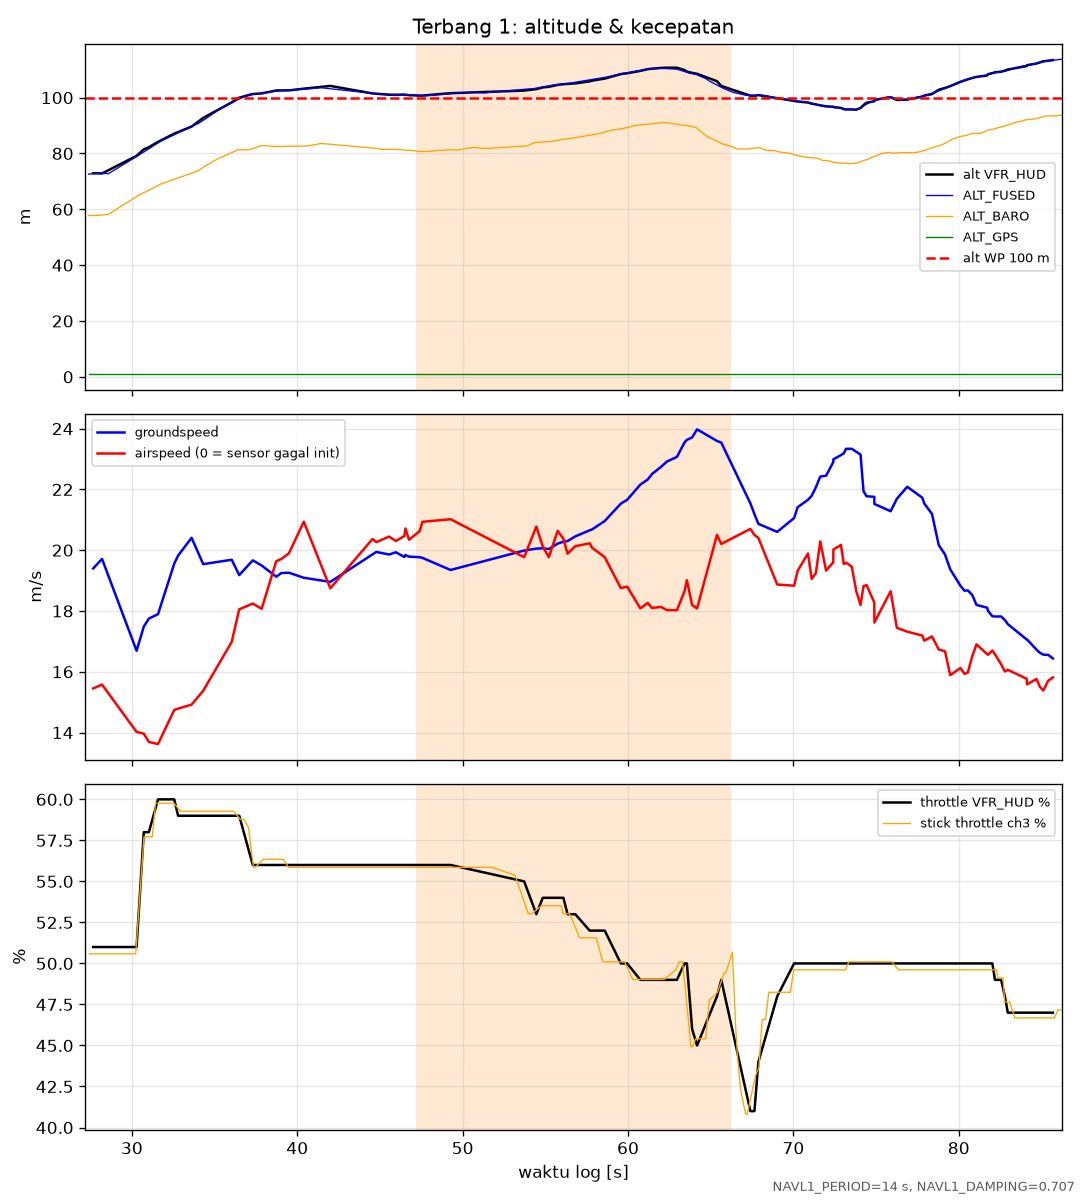 Terbang 1: altitude & kecepatan
100
80
60
40
20
0
m
alt VFR_HUD
ALT_FUSED
ALT_BARO
ALT_GPS
alt WP 100 m
24
22
20
18
16
14
m/s
groundspeed
airspeed (0 = sensor gagal init)
60.0
57.5
55.0
52.5
50.0
47.5
45.0
42.5
40.0
%
throttle VFR_HUD %
stick throttle ch3 %
30 40 50 60 70 80
waktu log [s]
NAVL1_PERIOD=14 s, NAVL1_DAMPING=0.707